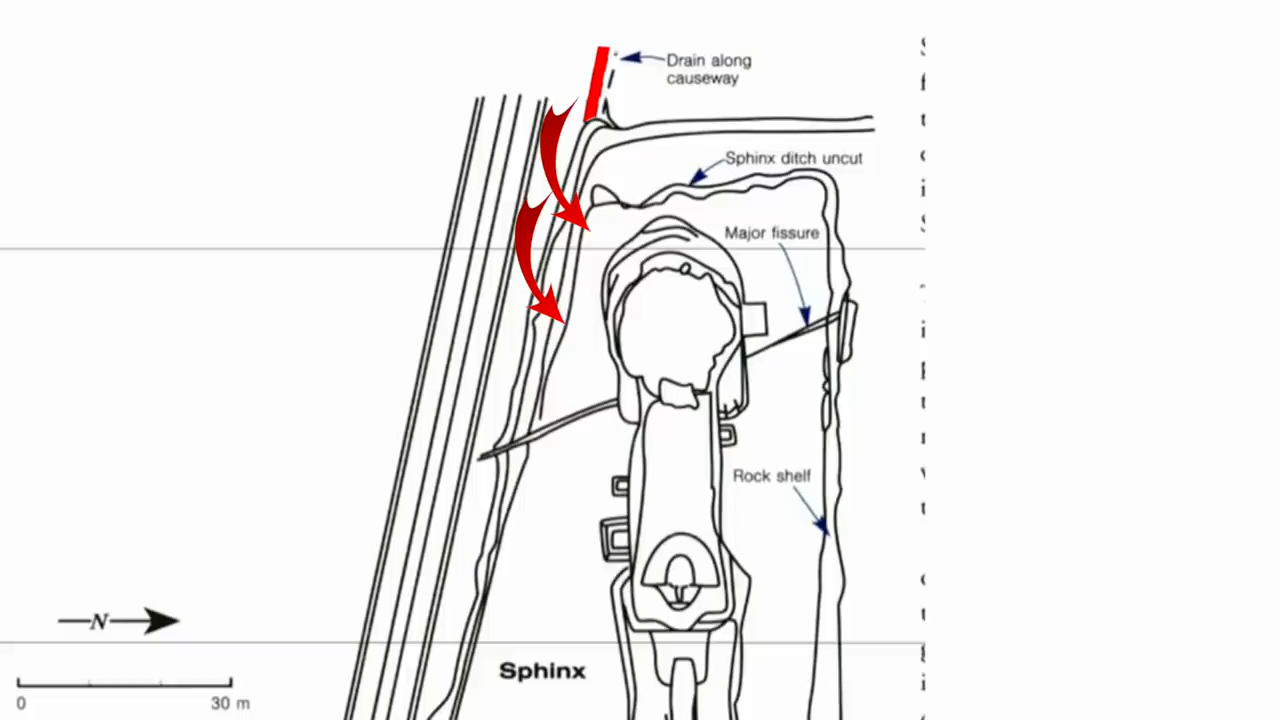 Drain along
causeway
Sphinx ditch uncut
Major fissure
Rock shelf
N
Sphinx
0 30 m